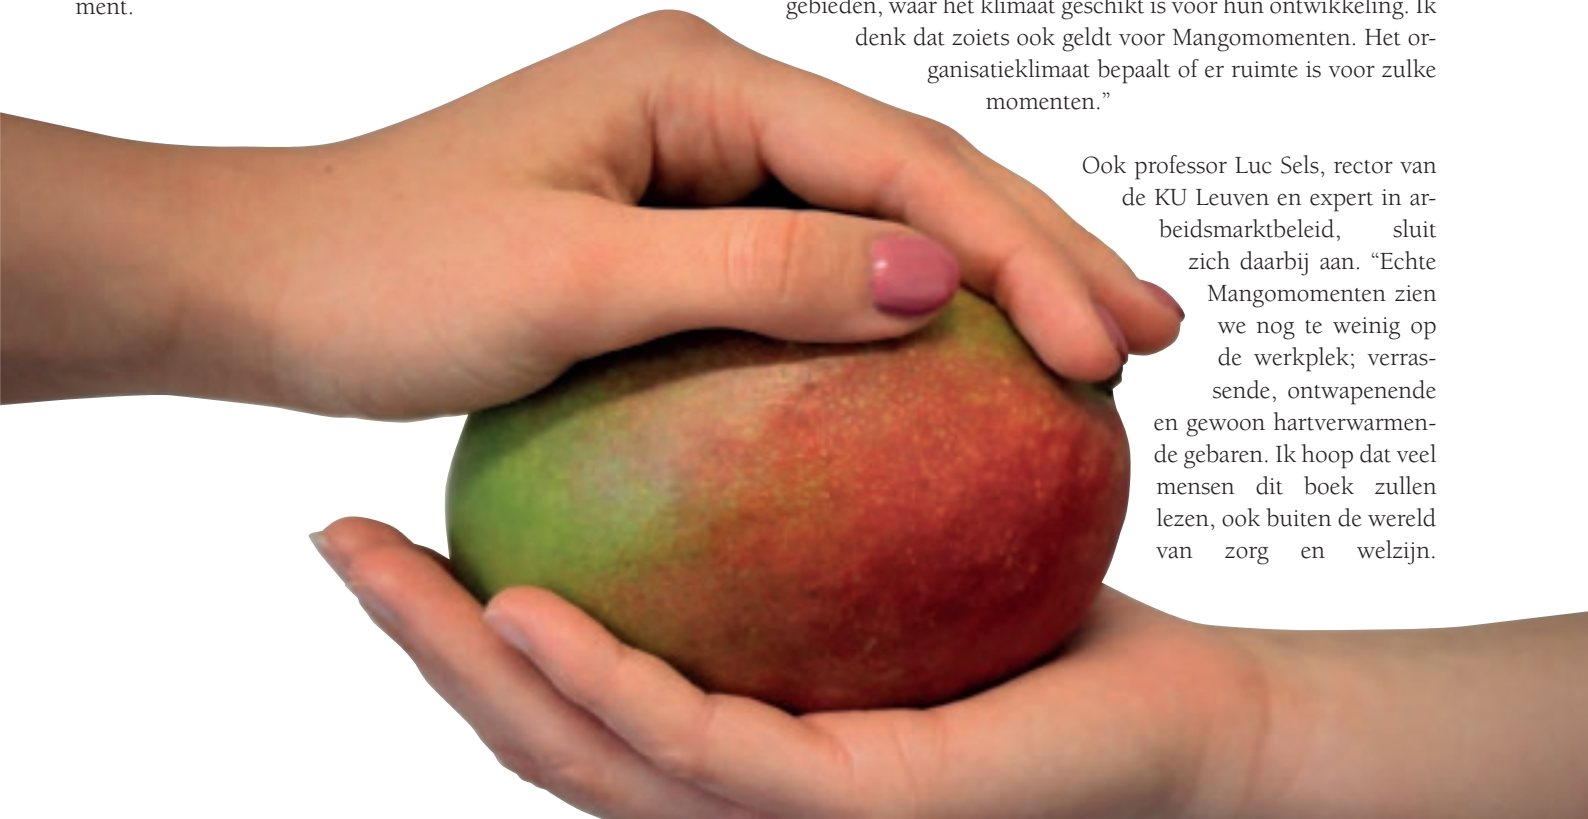 ment.
gebieden, waar het klimaat geschikt is voor hun ontwikkeling. Ik
denk dat zoiets ook geldt voor Mangomomenten. Het or-
ganisatieklimaat bepaalt of er ruimte is voor zulke
momenten.”
Ook professor Luc Sels, rector van
de KU Leuven en expert in ar-
beidsmarktbeleid, sluit
zich daarbij aan. “Echte
Mangomomenten zien
we nog te weinig op
de werkplek; verras-
sende, ontwapenende
en gewoon hartverwarmen-
de gebaren. Ik hoop dat veel
mensen dit boek zullen
lezen, ook buiten de wereld
van zorg en welzijn.